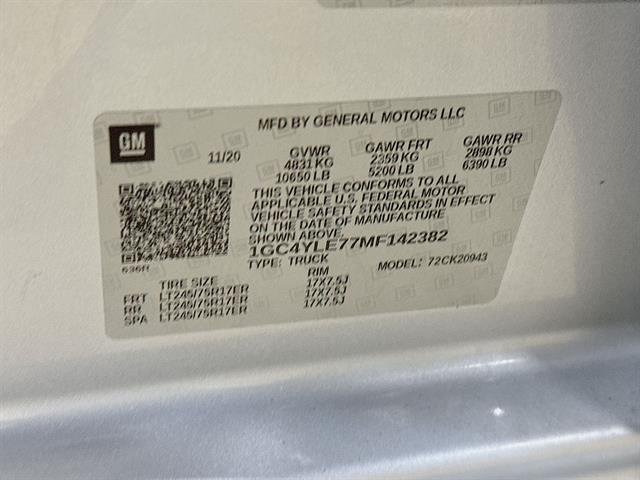 MFD BY GENERAL MOTORS LLC
GM
11/20
GVWR GAWR FRT GAWR RR
4831 KG 2359 KG 2898 KG
10650 LB 5200 LB 6390 LB
THIS VEHICLE CONFORMS TO ALL
APPLICABLE U.S. FEDERAL MOTOR
VEHICLE SAFETY STANDARDS IN EFFECT
ON THE DATE OF MANUFACTURE
SHOWN ABOVE.
1GC4YLE77MF142382
TYPE: TRUCK MODEL: 72CK20943
TIRE SIZE RIM
FRT LT245/75R17ER 17X7.5J
RR LT245/75R17ER 17X7.5J
SPA LT245/75R17ER 17X7.5J